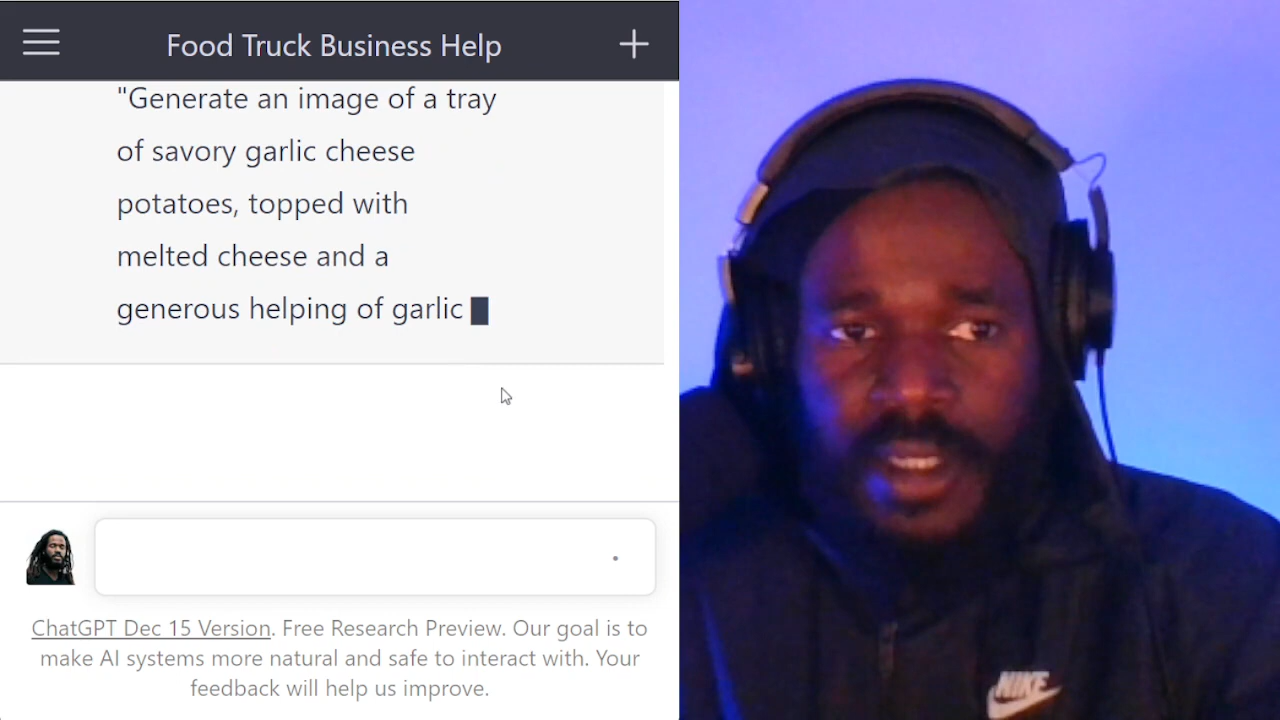 Food Truck Business Help
"Generate an image of a tray
of savory garlic cheese
potatoes, topped with
melted cheese and a
generous helping of garlic
ChatGPT Dec 15 Version. Free Research Preview. Our goal is to
make AI systems more natural and safe to interact with. Your
feedback will help us improve.
NIKE